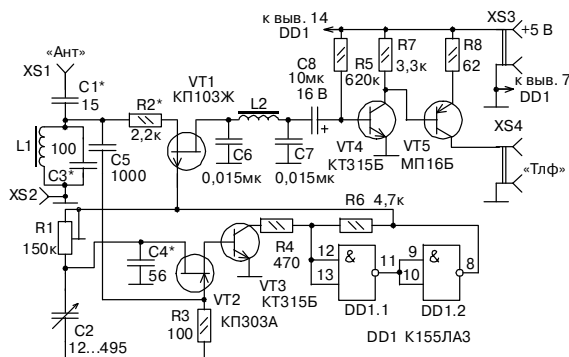 к выв. 14
DD1
XS3
+5 В
«Ант»
XS1
C1*
15
VT1
КП103Ж
R2*
2,2к
L2
C8
10мк
16 В
R5
620к
R7
3,3к
R8
62
к выв. 7
DD1
L1
100
C3*
C5
1000
C6
0,015мк
C7
0,015мк
VT4
КТ315Б
VT5
МП16Б
XS4
«Тлф»
XS2
R1
150к
C4*
56
VT2
КП303А
VT3
КТ315Б
R4
470
R6 4,7к
12
13
&
11
9
10
&
8
DD1.1
DD1.2
C2
12...495
R3
100
DD1 К155ЛА3